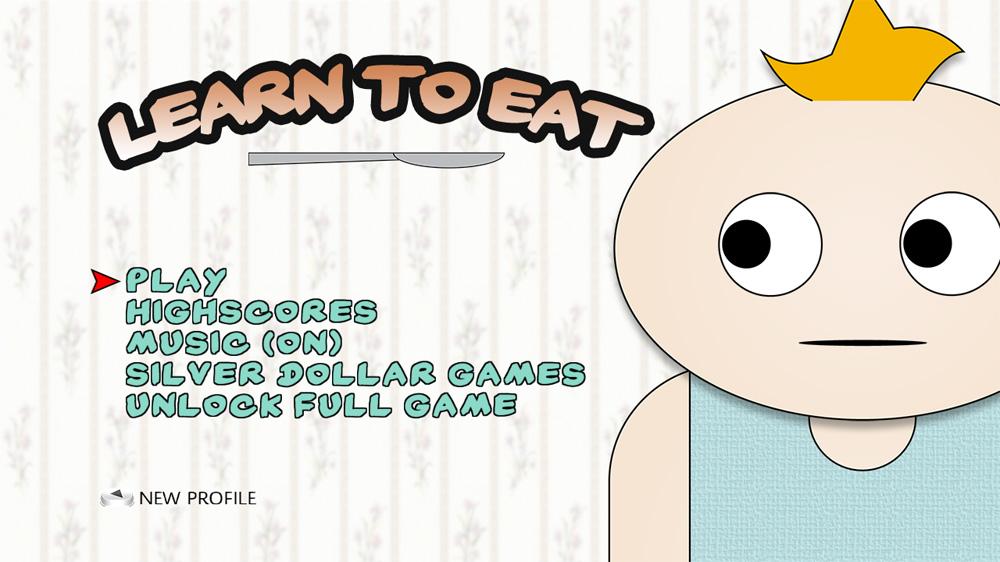 LEARN TO EAT
PLAY
HIGHSCORES
MUSIC (ON)
SILVER DOLLAR GAMES
UNLOCK FULL GAME
NEW PROFILE